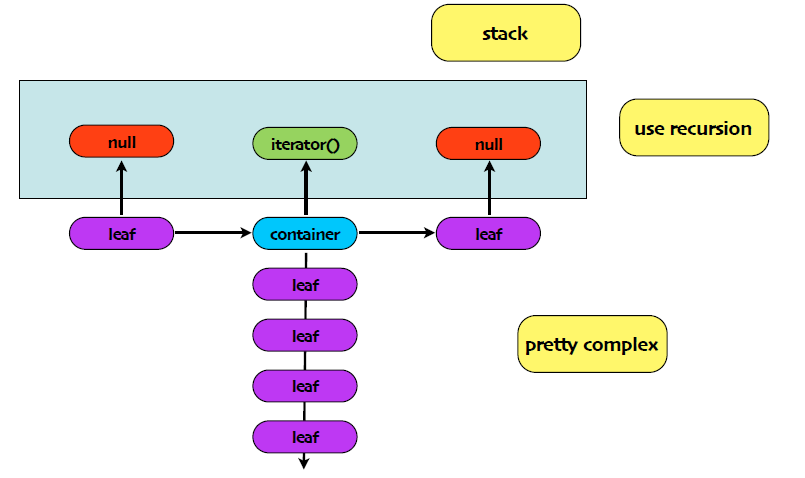 stack
use recursion
null
iterator()
null
leaf
container
leaf
leaf
leaf
leaf
leaf
pretty complex